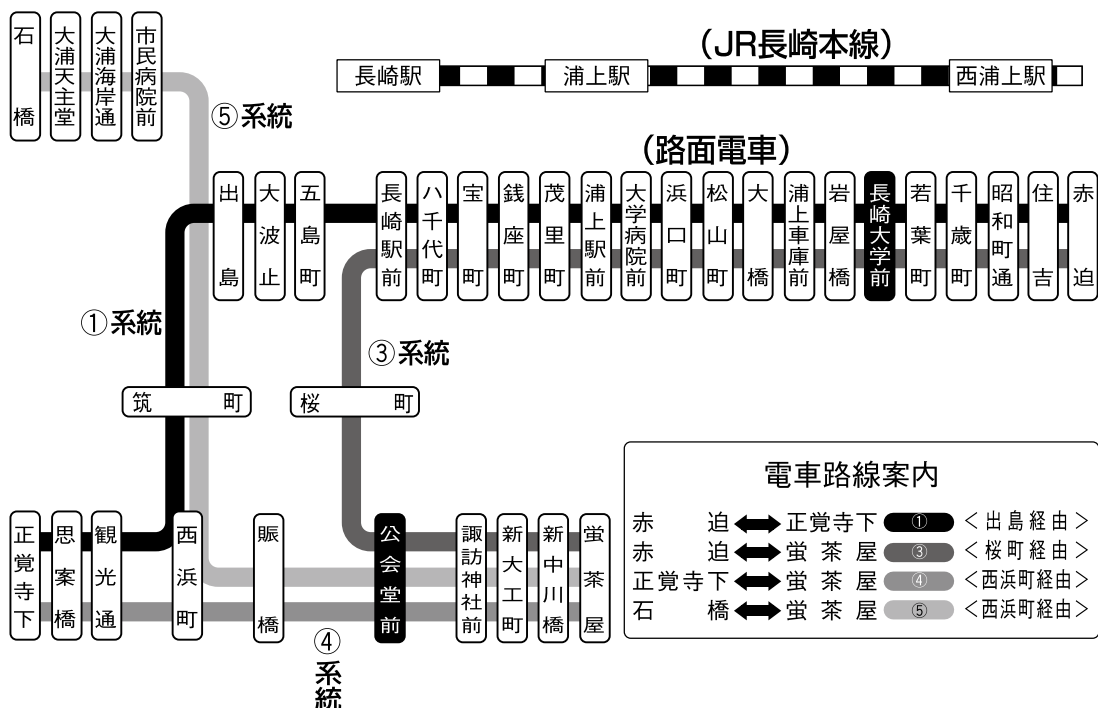 石橋
大浦天主堂
大浦海岸通
市民病院前
⑤系統
(JR長崎本線)
長崎駅
浦上駅
西浦上駅
(路面電車)
出島
大波止
五島町
長崎駅前
八千代町
宝町
銭座町
茂里町
浦上駅前
大学病院前
浜口町
松山町
大橋
浦上車庫前
岩屋橋
長崎大学前
若葉町
千歳町
昭和町通
住吉
赤迫
①系統
③系統
筑町
桜町
正覚寺下
思案橋
観光通
西浜町
賑橋
公会堂前
諏訪神社前
新大工町
新中川橋
蛍茶屋
④系統
電車路線案内
赤迫 正覚寺下 ① <出島経由>
赤迫 蛍茶屋 ③ <桜町経由>
正覚寺下 蛍茶屋 ④ <西浜町経由>
石橋 蛍茶屋 ⑤ <西浜町経由>